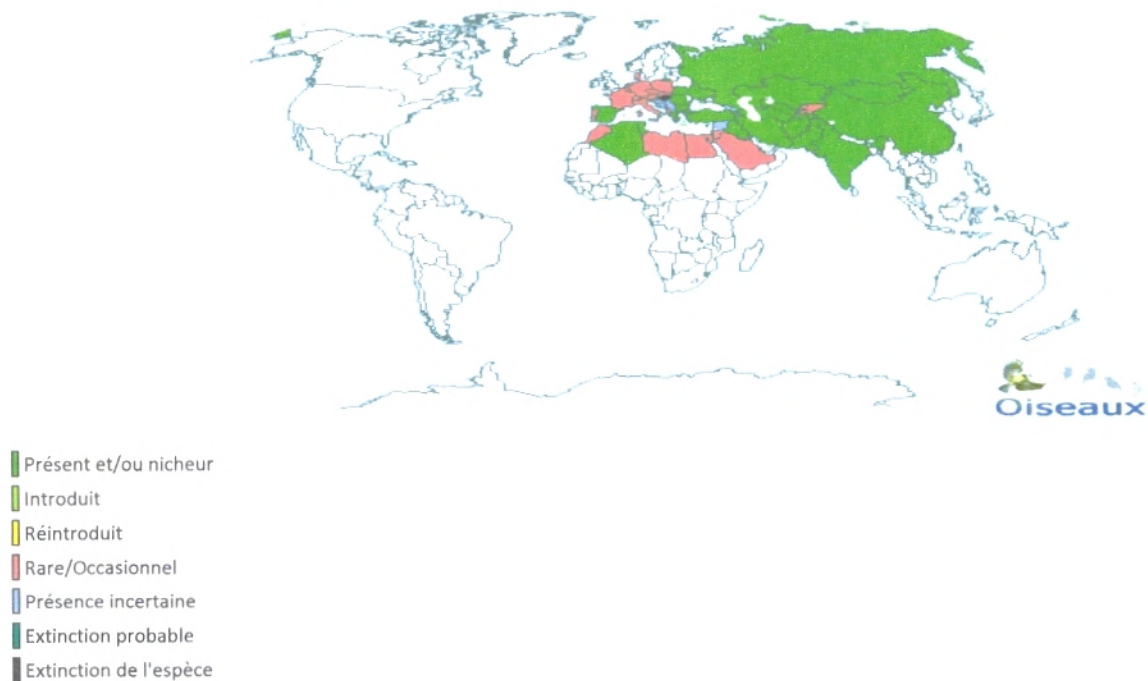 Oiseaux
Présent et/ou nicheur
Introduit
Réintroduit
Rare/Occasionnel
Présence incertaine
Extinction probable
Extinction de l'espèce